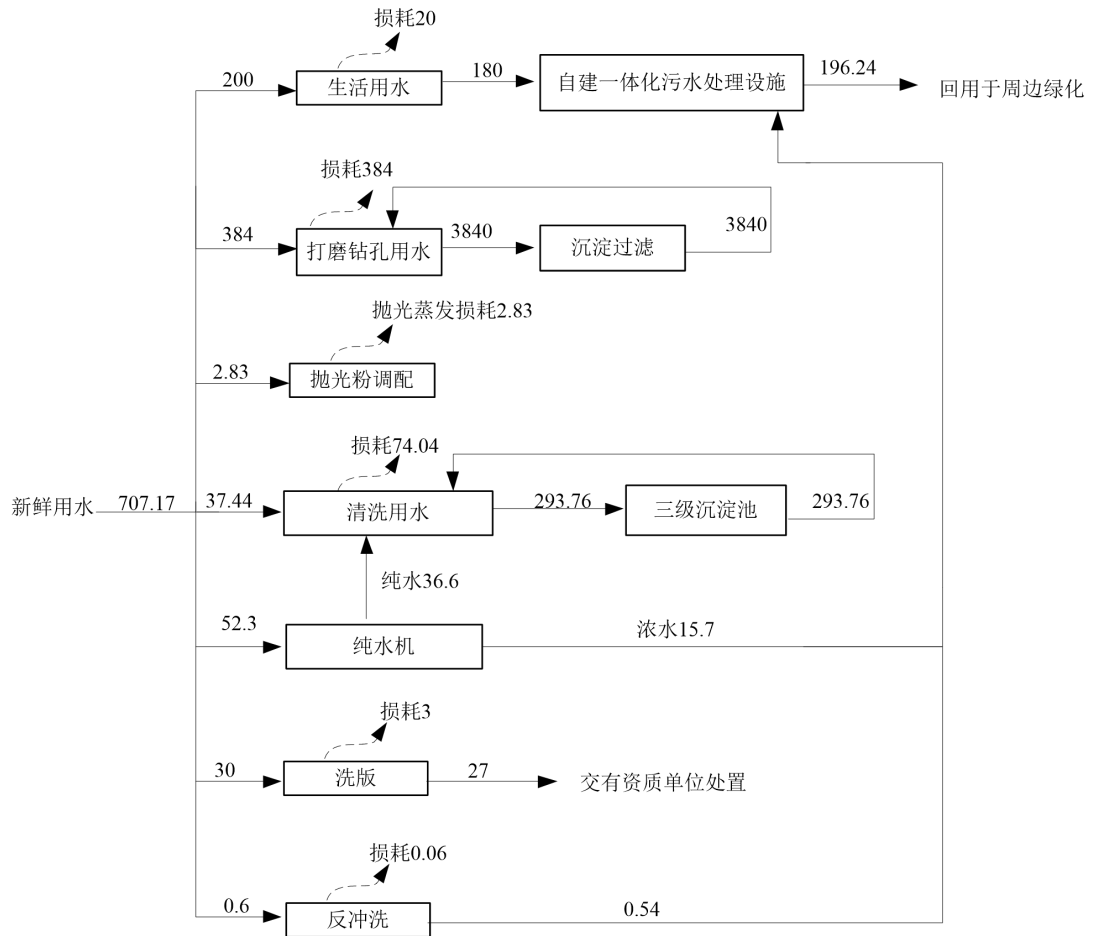 损耗20
200
生活用水
180
自建一体化污水处理设施
196.24
回用于周边绿化
损耗384
384
打磨钻孔用水
3840
沉淀过滤
3840
抛光蒸发损耗2.83
2.83
抛光粉调配
损耗74.04
新鲜用水
707.17
37.44
清洗用水
293.76
三级沉淀池
293.76
纯水36.6
52.3
纯水机
浓水15.7
损耗3
30
洗版
27
交有资质单位处置
损耗0.06
0.6
反冲洗
0.54